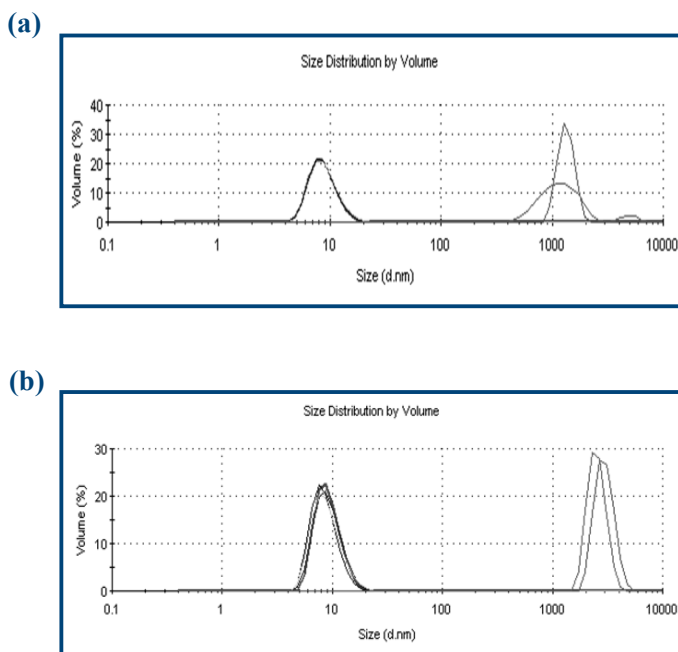 (a)
Size Distribution by Volume
Volume (%)
40
30
20
10
0
0.1 1 10 100 1000 10000
Size (d.nm)
(b)
Size Distribution by Volume
Volume (%)
30
20
10
0
0.1 1 10 100 1000 10000
Size (d.nm)